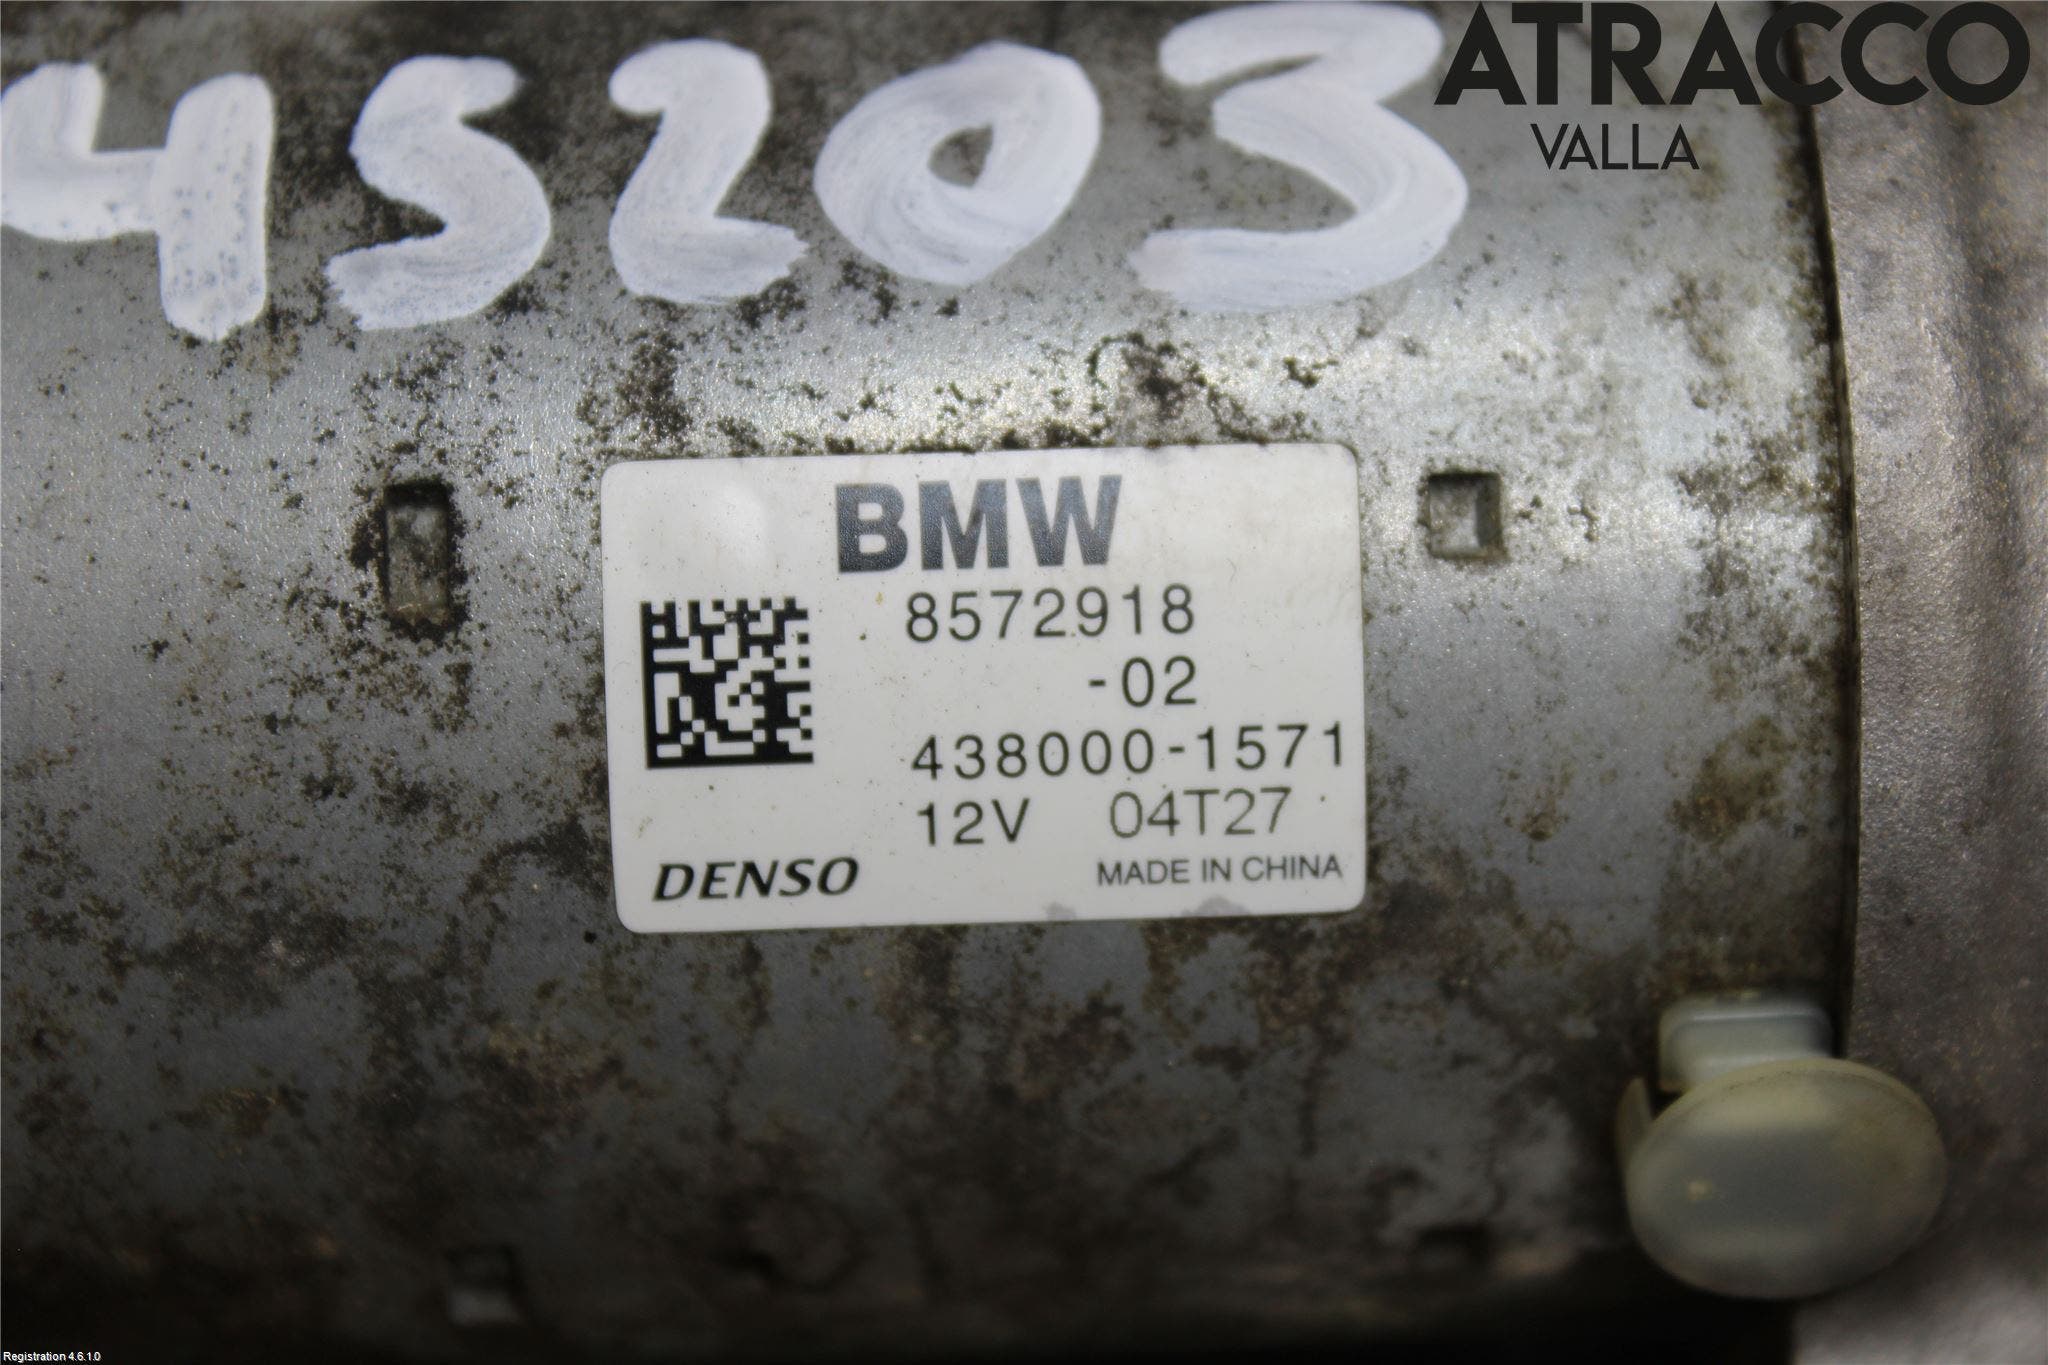 ATRACCO
VALLA
45203
BMW
8572918
-02
438000-1571
12V 04T27
DENSO MADE IN CHINA
Registration 4.6.1.0